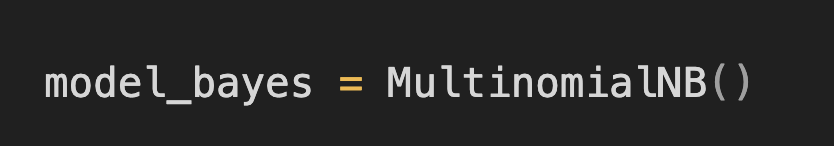 model_bayes = MultinomialNB()